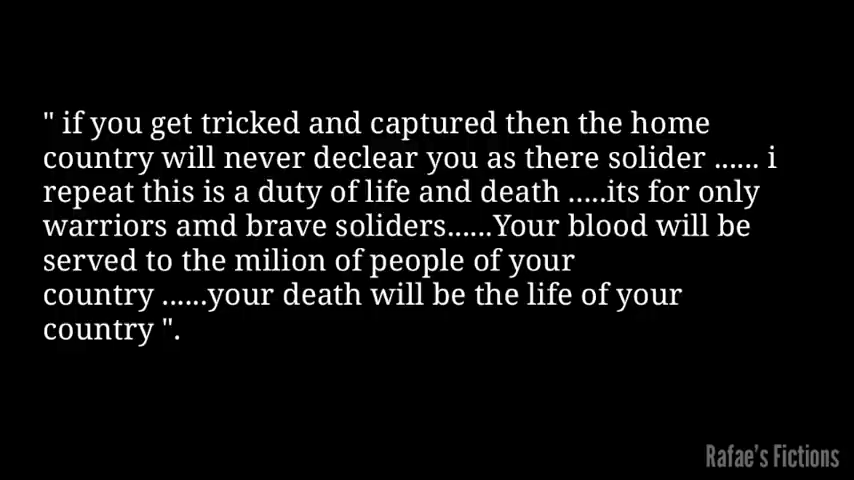 " if you get tricked and captured then the home
country will never declear you as there solider ...... i
repeat this is a duty of life and death .....its for only
warriors amd brave soliders......Your blood will be
served to the milion of people of your
country ......your death will be the life of your
country ".
Rafae's Fictions